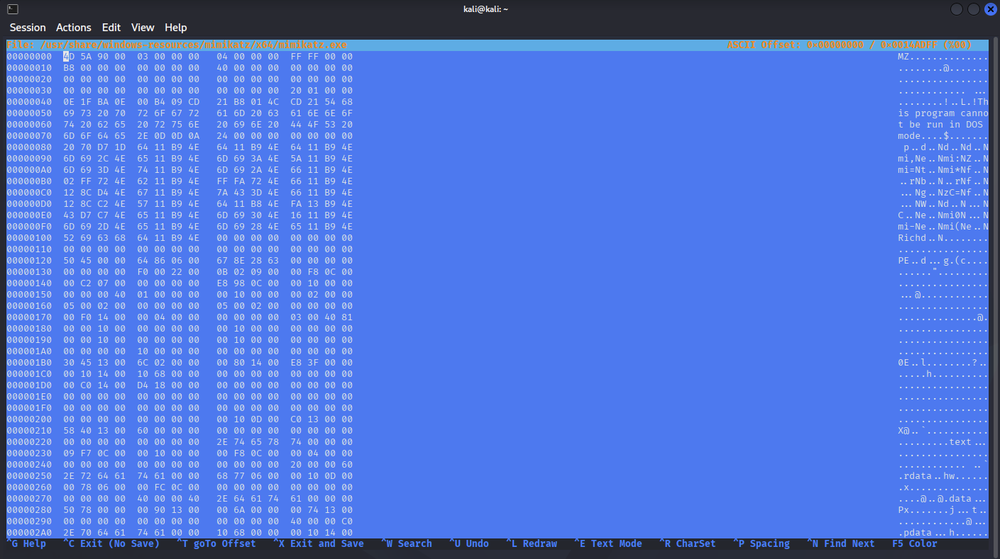 kali@kali: ~
Session Actions Edit View Help
File: /usr/share/windows-resources/mimikatz/x64/mimikatz.exe ASCII Offset: 0×00000000 / 0×0014ADFF (%00)
00000000 4D 5A 90 00 03 00 00 00 04 00 00 00 FF FF 00 00 MZ..............
00000010 B8 00 00 00 00 00 00 00 40 00 00 00 00 00 00 00 ........@.......
00000020 00 00 00 00 00 00 00 00 00 00 00 00 00 00 00 00 ................
00000030 00 00 00 00 00 00 00 00 00 00 00 00 20 01 00 00 ............ ...
00000040 0E 1F BA 0E 00 B4 09 CD 21 B8 01 4C CD 21 54 68 ........!..L.!Th
00000050 69 73 20 70 72 6F 67 72 61 6D 20 63 61 6E 6E 6F is program canno
00000060 74 20 62 65 20 72 75 6E 20 69 6E 20 44 4F 53 20 t be run in DOS
00000070 6D 6F 64 65 2E 0D 0D 0A 24 00 00 00 00 00 00 00 mode....$.......
00000080 20 70 D7 1D 64 11 B9 4E 64 11 B9 4E 64 11 B9 4E p..d..Nd..Nd..N
00000090 6D 69 2C 4E 65 11 B9 4E 6D 69 3A 4E 5A 11 B9 4E mi,Ne..Nmi:NZ..N
000000A0 6D 69 3D 4E 74 11 B9 4E 6D 69 2A 4E 66 11 B9 4E mi=Nt..Nmi*Nf..N
000000B0 02 FF 72 4E 62 11 B9 4E FF FA 72 4E 66 11 B9 4E ..rNb..N..rNf..N
000000C0 12 8C D4 4E 67 11 B9 4E 7A 43 3D 4E 66 11 B9 4E ...Ng..NzC=Nf..N
000000D0 12 8C C2 4E 57 11 B9 4E 64 11 B8 4E FA 13 B9 4E ...NW..Nd..N...N
000000E0 43 D7 C7 4E 65 11 B9 4E 6D 69 30 4E 16 11 B9 4E C..Ne..Nmi0N...N
000000F0 6D 69 2D 4E 65 11 B9 4E 6D 69 28 4E 65 11 B9 4E mi-Ne..Nmi(Ne..N
00000100 52 69 63 68 64 11 B9 4E 00 00 00 00 00 00 00 00 Richd..N........
00000110 00 00 00 00 00 00 00 00 00 00 00 00 00 00 00 00 ................
00000120 50 45 00 00 64 86 06 00 67 8E 28 63 00 00 00 00 PE..d...g.(c....
00000130 00 00 00 00 F0 00 22 00 0B 02 09 00 00 F8 0C 00 ......".........
00000140 00 C2 07 00 00 00 00 00 E8 98 0C 00 00 10 00 00 ................
00000150 00 00 00 40 01 00 00 00 00 10 00 00 00 02 00 00 ...@............
00000160 05 00 02 00 00 00 00 00 05 00 02 00 00 00 00 00 ................
00000170 00 F0 14 00 00 04 00 00 00 00 00 00 03 00 40 81 ..............@.
00000180 00 00 10 00 00 00 00 00 00 10 00 00 00 00 00 00 ................
00000190 00 00 10 00 00 00 00 00 00 10 00 00 00 00 00 00 ................
000001A0 00 00 00 00 10 00 00 00 00 00 00 00 00 00 00 00 ................
000001B0 30 45 13 00 6C 02 00 00 00 80 14 00 E8 3F 00 00 0E..l........?..
000001C0 00 10 14 00 10 68 00 00 00 00 00 00 00 00 00 00 .....h..........
000001D0 00 C0 14 00 D4 18 00 00 00 00 00 00 00 00 00 00 ................
000001E0 00 00 00 00 00 00 00 00 00 00 00 00 00 00 00 00 ................
000001F0 00 00 00 00 00 00 00 00 00 00 00 00 00 00 00 00 ................
00000200 00 00 00 00 00 00 00 00 00 10 0D 00 C0 13 00 00 ................
00000210 58 40 13 00 60 00 00 00 00 00 00 00 00 00 00 00 X@..`...........
00000220 00 00 00 00 00 00 00 00 2E 74 65 78 74 00 00 00 .........text...
00000230 09 F7 0C 00 00 10 00 00 00 F8 0C 00 00 04 00 00 ................
00000240 00 00 00 00 00 00 00 00 00 00 00 00 20 00 00 60 ............ ..`
00000250 2E 72 64 61 74 61 00 00 68 77 06 00 00 10 0D 00 .rdata..hw......
00000260 00 78 06 00 00 FC 0C 00 00 00 00 00 00 00 00 00 .x..............
00000270 00 00 00 00 40 00 00 40 2E 64 61 74 61 00 00 00 ....@..@.data...
00000280 50 78 00 00 00 90 13 00 00 6A 00 00 00 74 13 00 Px.......j...t..
00000290 00 00 00 00 00 00 00 00 00 00 00 00 40 00 00 C0 ............@...
000002A0 2E 70 64 61 74 61 00 00 10 68 00 00 00 10 14 00 .pdata...h......
^G Help ^C Exit (No Save) ^T goTo Offset ^X Exit and Save ^W Search ^U Undo ^L Redraw ^E Text Mode ^R CharSet ^P Spacing ^N Find Next F5 Color